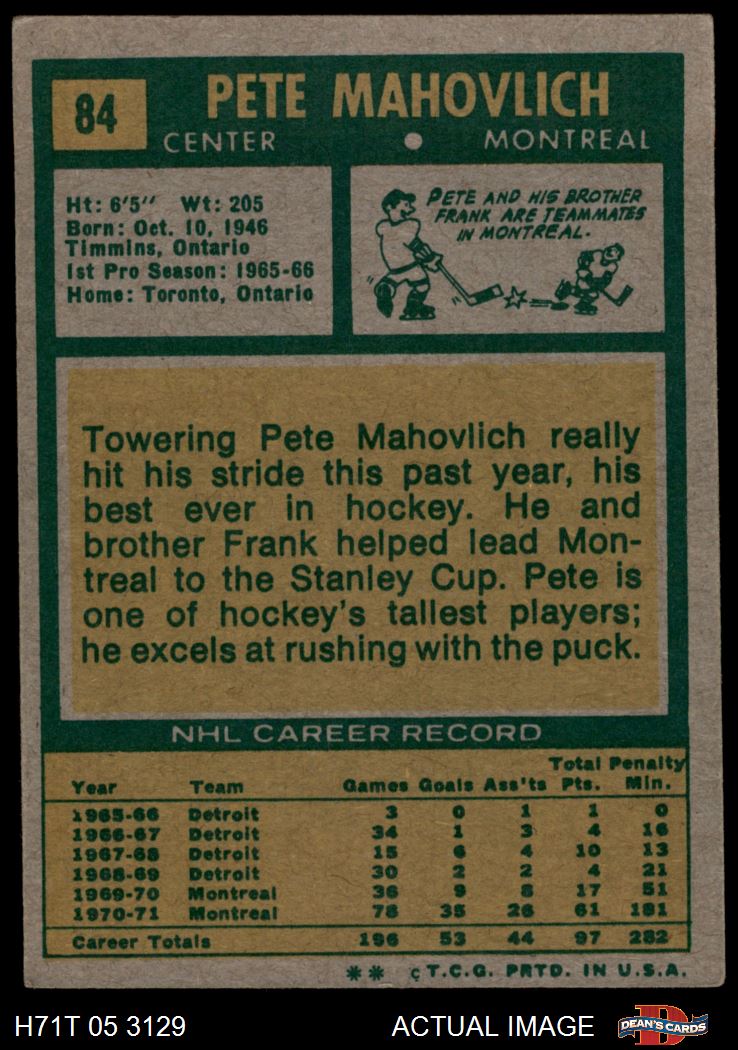 84
PETE MAHOVLICH
CENTER ● MONTREAL
Ht: 6'5'' Wt: 205
Born: Oct. 10, 1946
Timmins, Ontario
1st Pro Season: 1965-66
Home: Toronto, Ontario
PETE AND HIS BROTHER
FRANK ARE TEAMMATES
IN MONTREAL.
Towering Pete Mahovlich really
hit his stride this past year, his
best ever in hockey. He and
brother Frank helped lead Mon-
treal to the Stanley Cup. Pete is
one of hockey's tallest players;
he excels at rushing with the puck.
NHL CAREER RECORD
Total Penalty
Year Team Games Goals Ass'ts Pts. Min.
1965-66 Detroit 3 0 1 1 0
1966-67 Detroit 34 1 3 4 16
1967-68 Detroit 15 6 4 10 13
1968-69 Detroit 30 2 2 4 21
1969-70 Montreal 36 9 8 17 51
1970-71 Montreal 78 35 26 61 181
Career Totals 196 53 44 97 282
** ©T.C.G. PRTD. IN U.S.A.
H71T 05 3129 ACTUAL IMAGE
D
DEAN'S CARDS